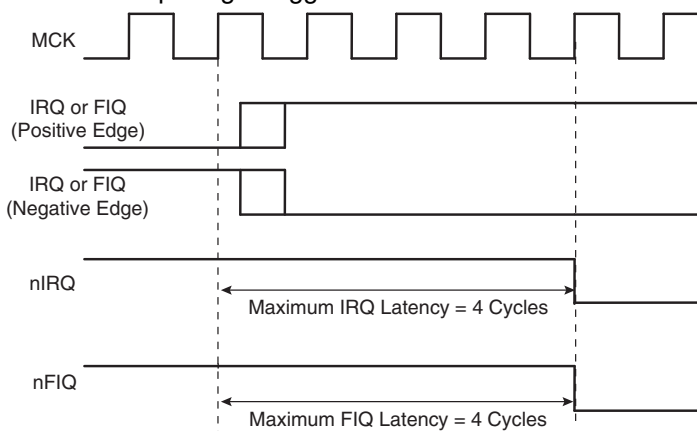 MCK
IRQ or FIQ
(Positive Edge)
IRQ or FIQ
(Negative Edge)
nIRQ
Maximum IRQ Latency = 4 Cycles
nFIQ
Maximum FIQ Latency = 4 Cycles